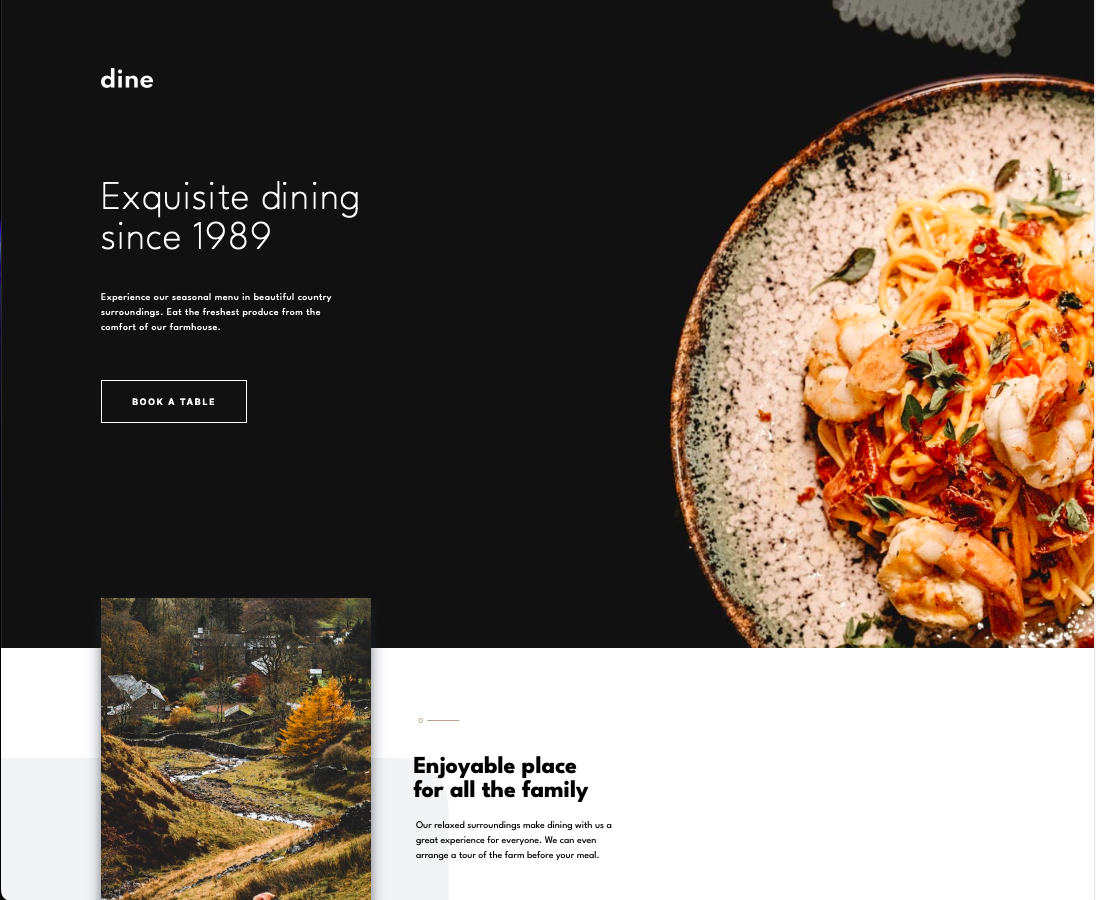 dine
Exquisite dining
since 1989
Experience our seasonal menu in beautiful country
surroundings. Eat the freshest produce from the
comfort of our farmhouse.
BOOK A TABLE
Enjoyable place
for all the family
Our relaxed surroundings make dining with us a
great experience for everyone. We can even
arrange a tour of the farm before your meal.